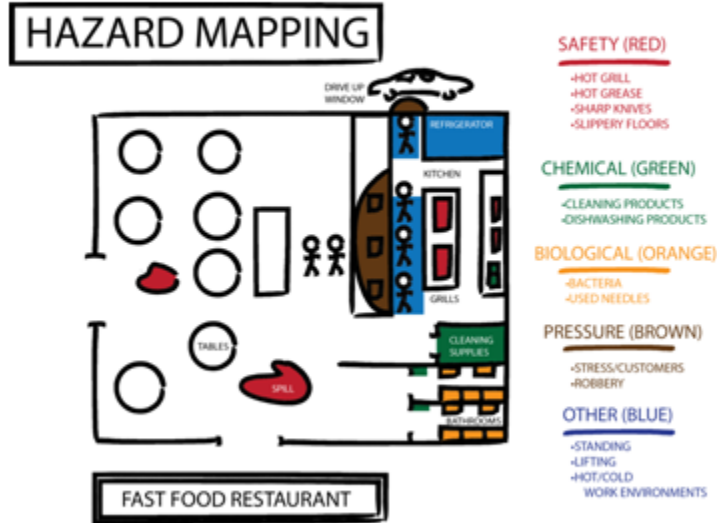 HAZARD MAPPING
DRIVE UP
WINDOW
REFRIGERATOR
KITCHEN
GRILLS
CLEANING
SUPPLIES
TABLES
SPILL
BATHROOMS
FAST FOOD RESTAURANT
SAFETY (RED)
•HOT GRILL
•HOT GREASE
•SHARP KNIVES
•SLIPPERY FLOORS
CHEMICAL (GREEN)
•CLEANING PRODUCTS
•DISHWASHING PRODUCTS
BIOLOGICAL (ORANGE)
•BACTERIA
•USED NEEDLES
PRESSURE (BROWN)
•STRESS/CUSTOMERS
•ROBBERY
OTHER (BLUE)
•STANDING
•LIFTING
•HOT/COLD
WORK ENVIRONMENTS